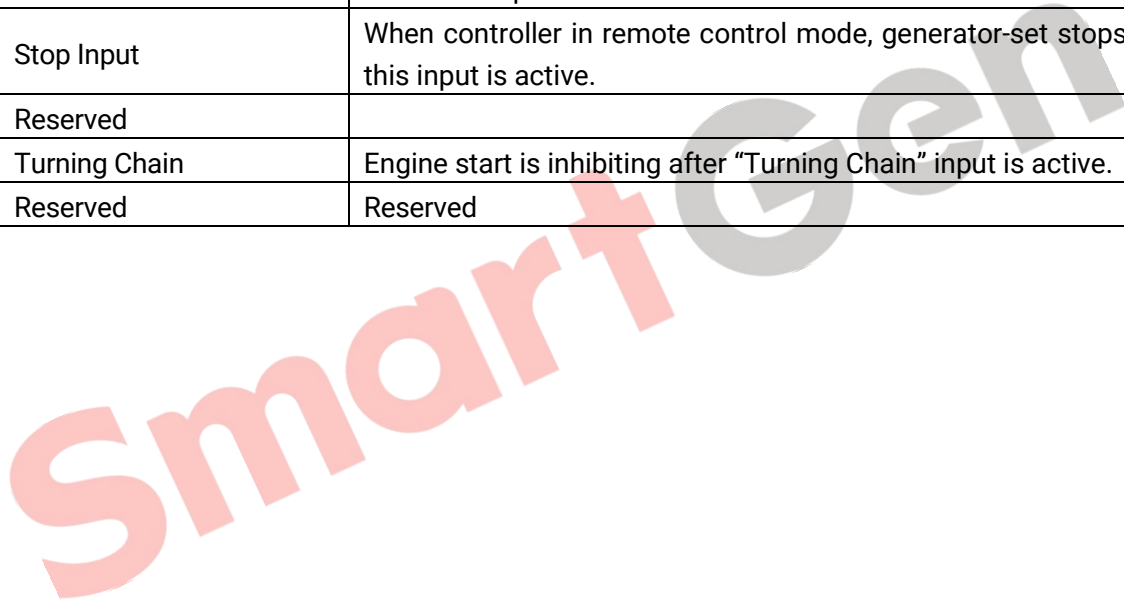 Stop Input
When controller in remote control mode, generator-set stops
this input is active.
Reserved
Turning Chain
Engine start is inhibiting after “Turning Chain” input is active.
Reserved
Reserved
SmartGen